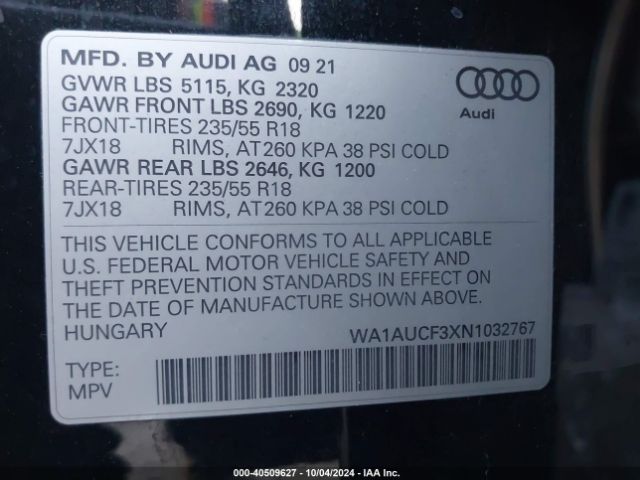 MFD. BY AUDI AG 09 21
GVWR LBS 5115, KG 2320
GAWR FRONT LBS 2690, KG 1220
FRONT-TIRES 235/55 R18
7JX18 RIMS, AT 260 KPA 38 PSI COLD
GAWR REAR LBS 2646, KG 1200
REAR-TIRES 235/55 R18
7JX18 RIMS, AT 260 KPA 38 PSI COLD
Audi
THIS VEHICLE CONFORMS TO ALL APPLICABLE
U.S. FEDERAL MOTOR VEHICLE SAFETY AND
THEFT PREVENTION STANDARDS IN EFFECT ON
THE DATE OF MANUFACTURE SHOWN ABOVE.
HUNGARY WA1AUCF3XN1032767
TYPE:
MPV
000-40509627 - 10/04/2024 - IAA Inc.